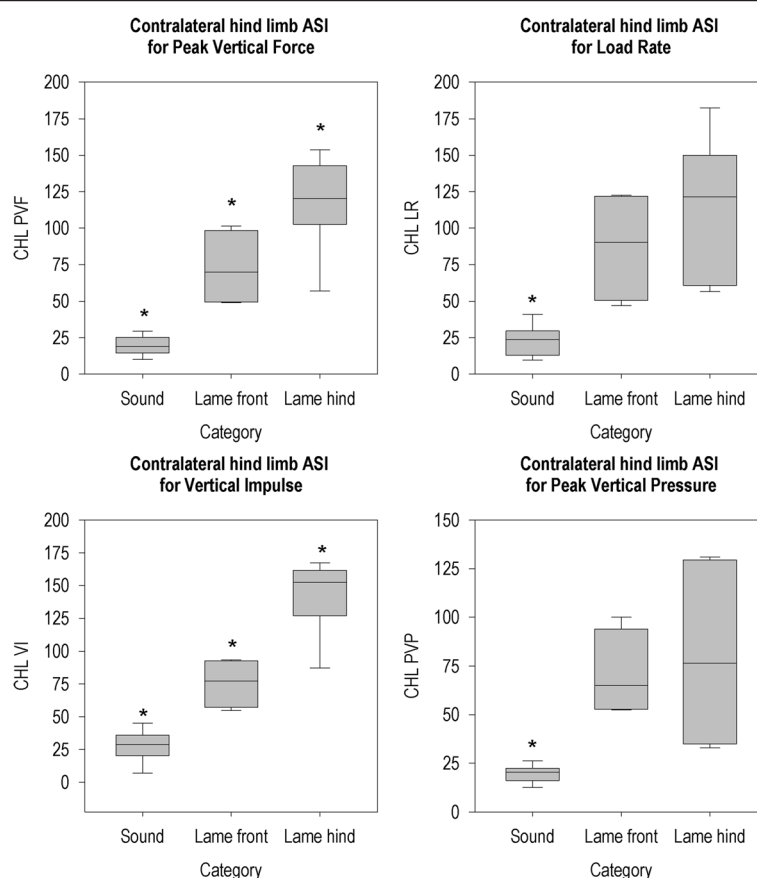 Contralateral hind limb ASI
for Peak Vertical Force
200
175
150
125
100
75
50
25
0
CHL PVF
*
*
*
Sound Lame front Lame hind
Category
Contralateral hind limb ASI
for Load Rate
200
175
150
125
100
75
50
25
0
CHL LR
*
Sound Lame front Lame hind
Category
Contralateral hind limb ASI
for Vertical Impulse
200
175
150
125
100
75
50
25
0
CHL VI
*
*
*
Sound Lame front Lame hind
Category
Contralateral hind limb ASI
for Peak Vertical Pressure
150
125
100
75
50
25
0
CHL PVP
*
Sound Lame front Lame hind
Category